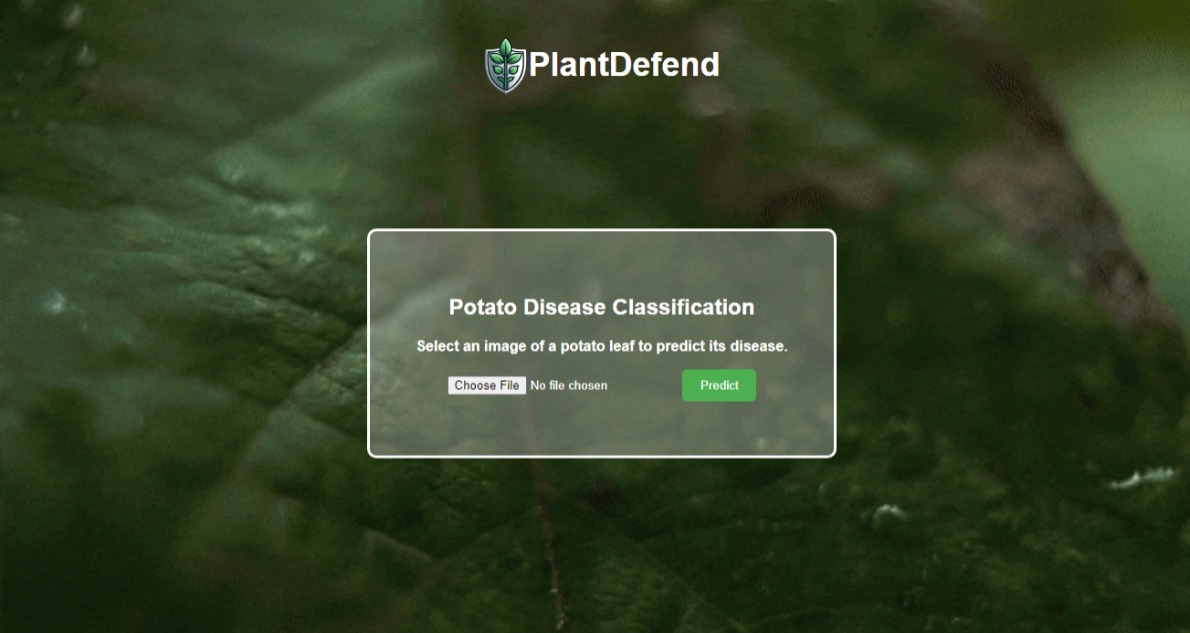 PlantDefend
Potato Disease Classification
Select an image of a potato leaf to predict its disease.
Choose File No file chosen Predict